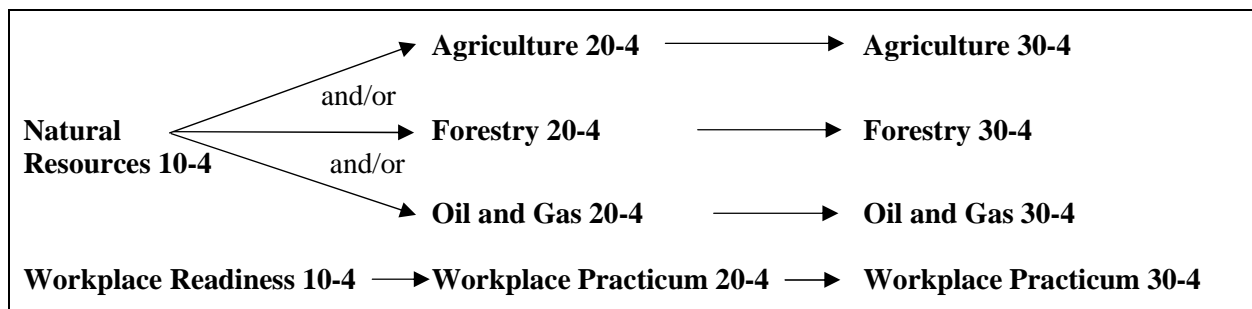 Agriculture 20-4 Agriculture 30-4
and/or
Natural Forestry 20-4 Forestry 30-4
Resources 10-4 and/or
Oil and Gas 20-4 Oil and Gas 30-4
Workplace Readiness 10-4 Workplace Practicum 20-4 Workplace Practicum 30-4